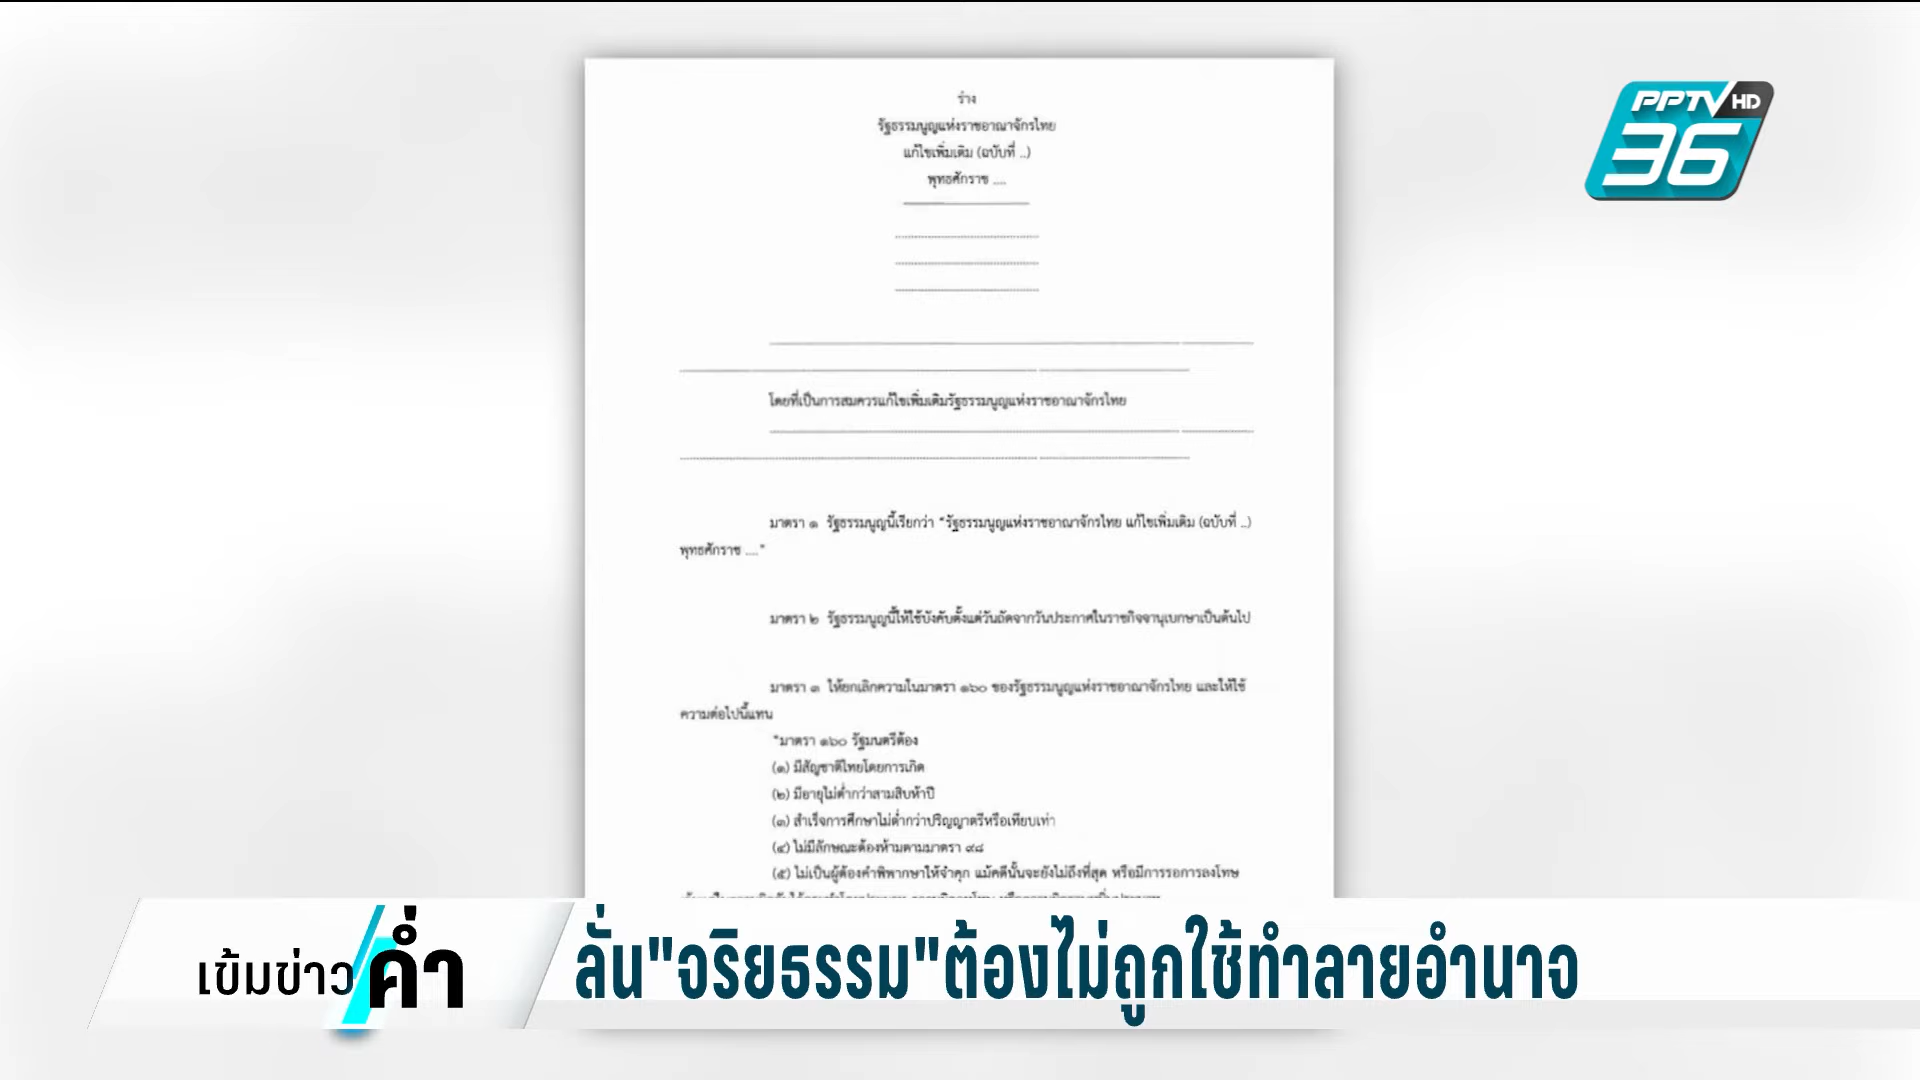 ร่าง
รัฐธรรมนูญแห่งราชอาณาจักรไทย
แก้ไขเพิ่มเติม (ฉบับที่ ..)
พุทธศักราช ....
โดยที่เป็นการสมควรแก้ไขเพิ่มเติมรัฐธรรมนูญแห่งราชอาณาจักรไทย
มาตรา ๑ รัฐธรรมนูญนี้เรียกว่า "รัฐธรรมนูญแห่งราชอาณาจักรไทย แก้ไขเพิ่มเติม (ฉบับที่ ..)
พุทธศักราช ...."
มาตรา ๒ รัฐธรรมนูญนี้ให้ใช้บังคับตั้งแต่วันถัดจากวันประกาศในราชกิจจานุเบกษาเป็นต้นไป
มาตรา ๓ ให้ยกเลิกความในมาตรา ๑๖๐ ของรัฐธรรมนูญแห่งราชอาณาจักรไทย และให้ใช้
ความต่อไปนี้แทน
"มาตรา ๑๖๐ รัฐมนตรีต้อง
(๑) มีสัญชาติไทยโดยการเกิด
(๒) มีอายุไม่ต่ำกว่าสามสิบห้าปี
(๓) สำเร็จการศึกษาไม่ต่ำกว่าปริญญาตรีหรือเทียบเท่า
(๔) ไม่มีลักษณะต้องห้ามตามมาตรา ๙๘
(๕) ไม่เป็นผู้ต้องคำพิพากษาให้จำคุก แม้คดีนั้นจะยังไม่ถึงที่สุด หรือมีการรอการลงโทษ
PPTV HD
36
เข้มข่าวค่ำ
ลั่น"จริยธรรม"ต้องไม่ถูกใช้ทำลายอำนาจ